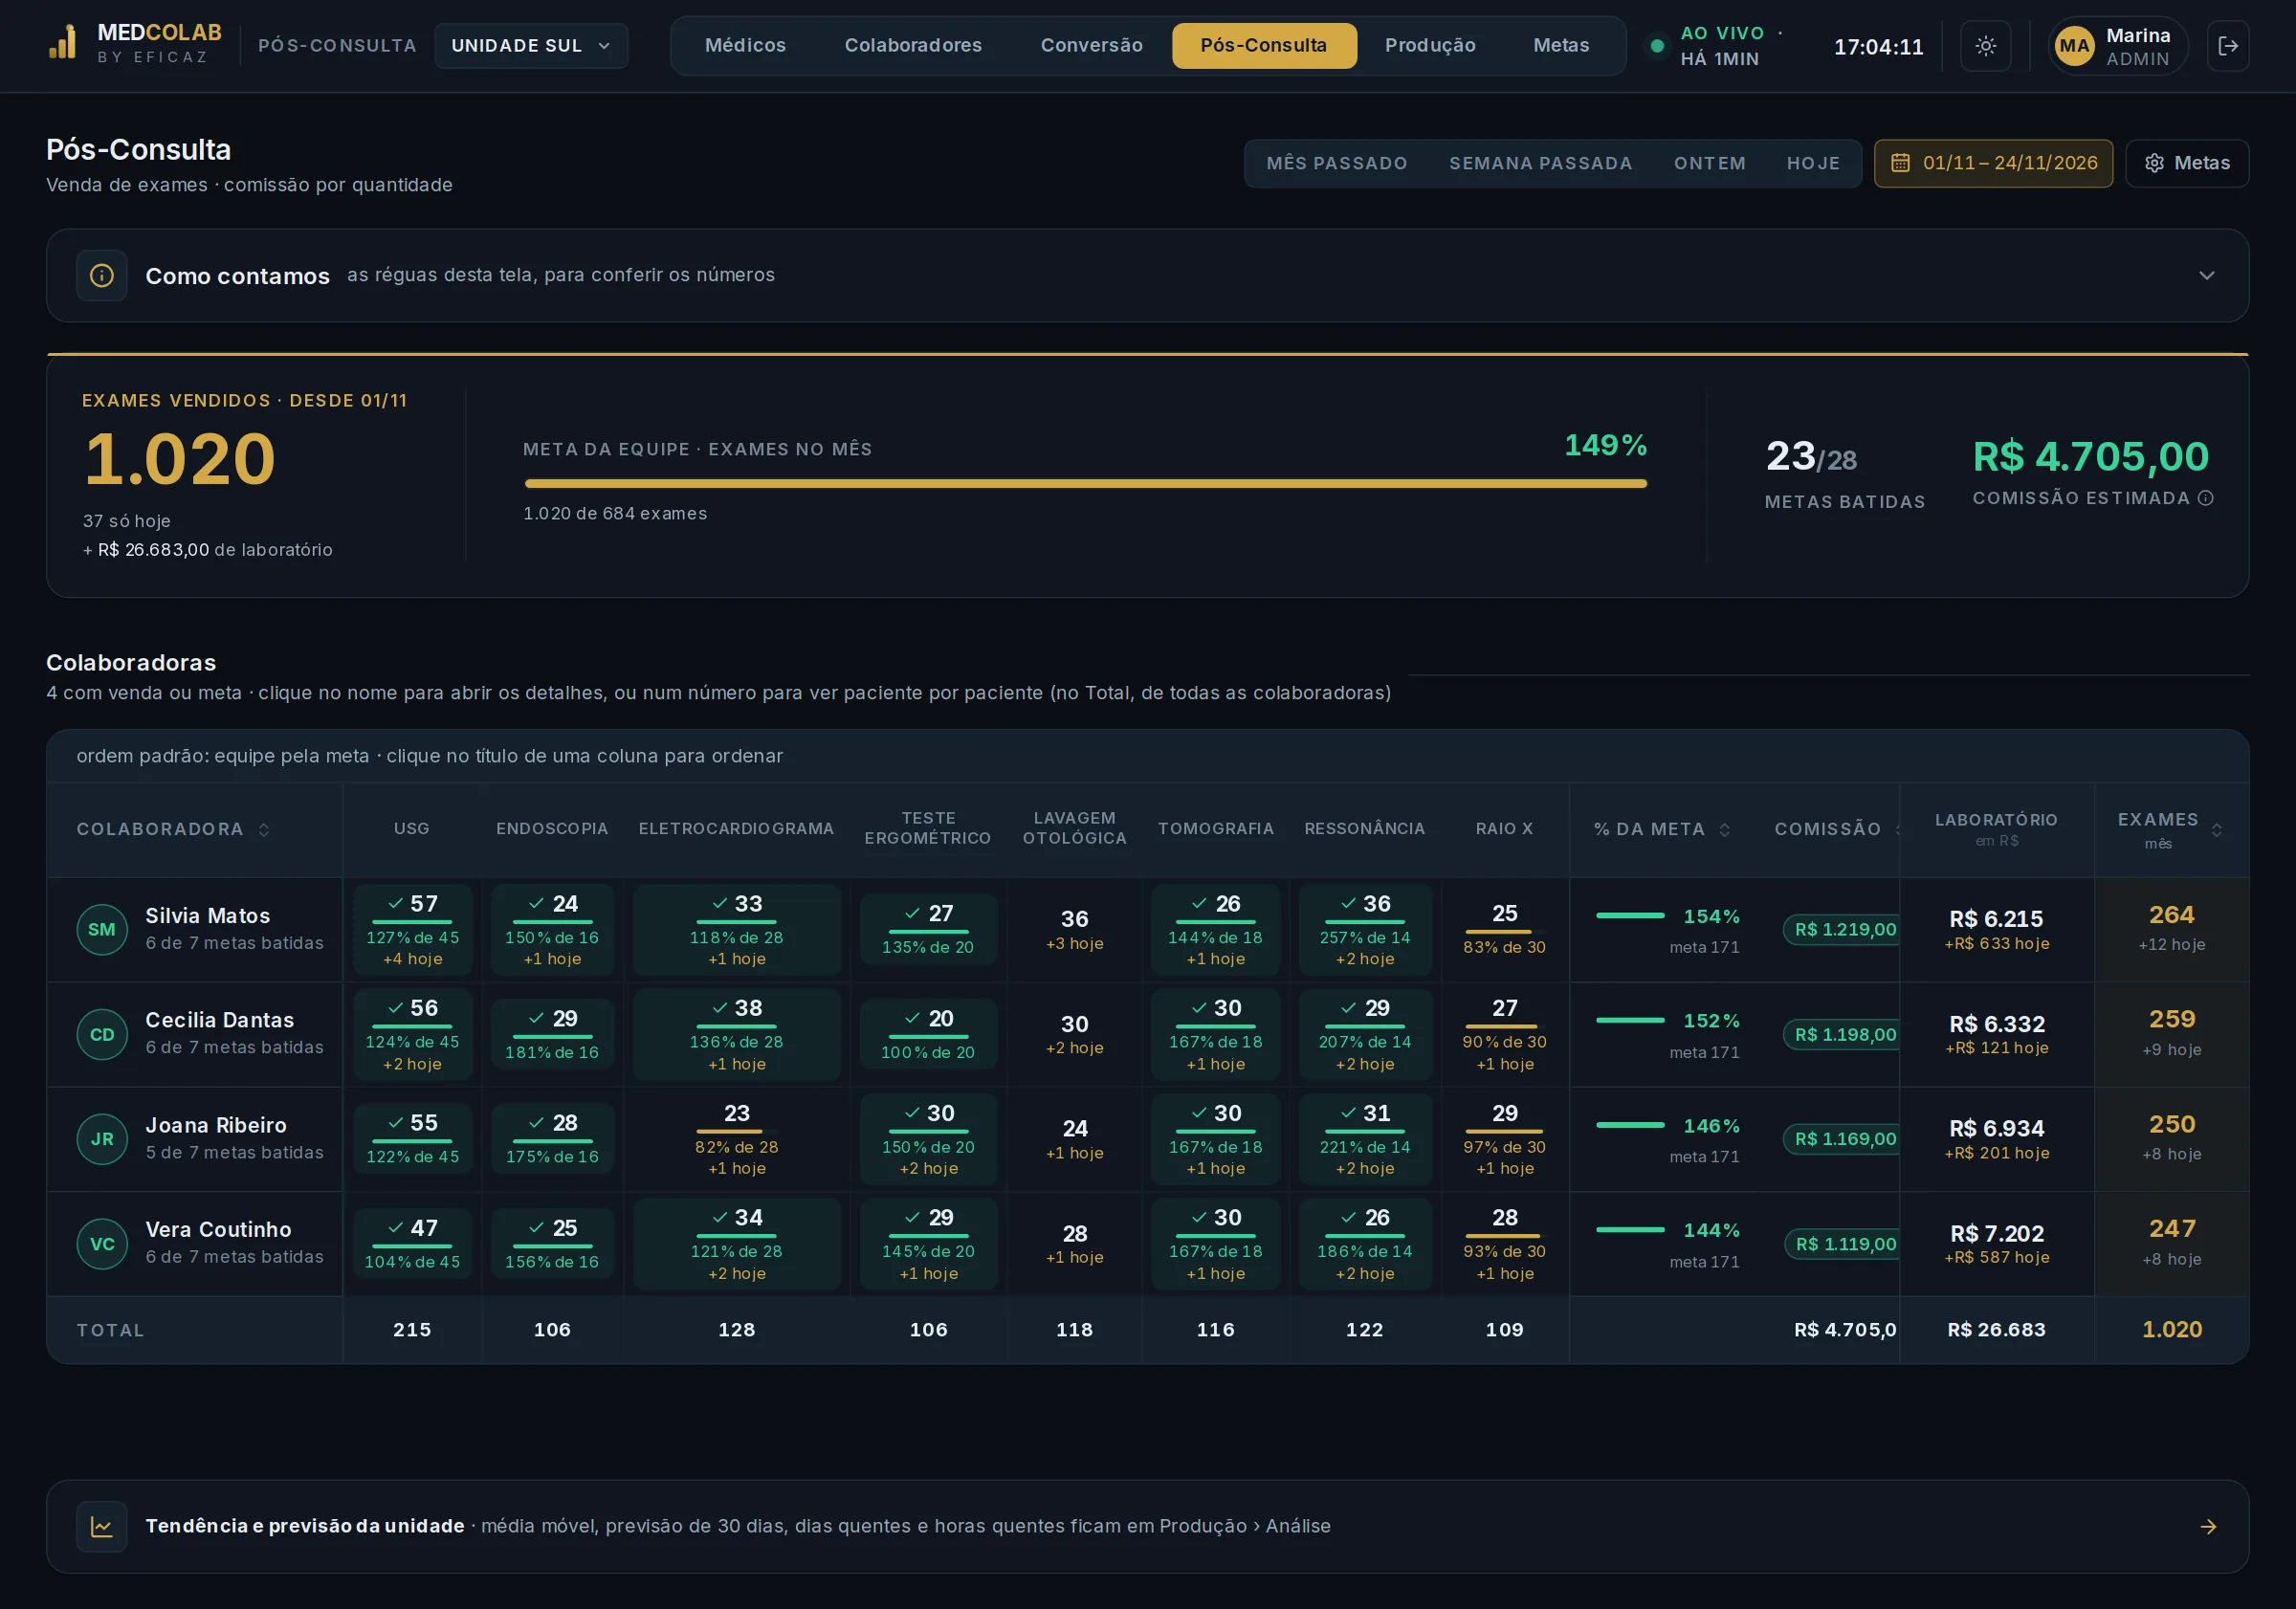 MEDCOLAB
BY EFICAZ
PÓS-CONSULTA
UNIDADE SUL
Médicos
Colaboradores
Conversão
Pós-Consulta
Produção
Metas
AO VIVO ·
HÁ 1MIN
17:04:11
MA
Marina
ADMIN
Pós-Consulta
Venda de exames · comissão por quantidade
MÊS PASSADO
SEMANA PASSADA
ONTEM
HOJE
01/11 – 24/11/2026
Metas
Como contamos as réguas desta tela, para conferir os números
EXAMES VENDIDOS · DESDE 01/11
1.020
37 só hoje
+ R$ 26.683,00 de laboratório
META DA EQUIPE · EXAMES NO MÊS
149%
1.020 de 684 exames
23/28
METAS BATIDAS
R$ 4.705,00
COMISSÃO ESTIMADA
Colaboradoras
4 com venda ou meta · clique no nome para abrir os detalhes, ou num número para ver paciente por paciente (no Total, de todas as colaboradoras)
ordem padrão: equipe pela meta · clique no título de uma coluna para ordenar
COLABORADORA
USG
ENDOSCOPIA
ELETROCARDIOGRAMA
TESTE
ERGOMÉTRICO
LAVAGEM
OTOLÓGICA
TOMOGRAFIA
RESSONÂNCIA
RAIO X
% DA META
COMISSÃO
LABORATÓRIO
em R$
EXAMES
mês
SM
Silvia Matos
6 de 7 metas batidas
57
127% de 45
+4 hoje
24
150% de 16
+1 hoje
33
118% de 28
+1 hoje
27
135% de 20
36
+3 hoje
26
144% de 18
+1 hoje
36
257% de 14
+2 hoje
25
83% de 30
154%
meta 171
R$ 1.219,00
R$ 6.215
+R$ 633 hoje
264
+12 hoje
CD
Cecilia Dantas
6 de 7 metas batidas
56
124% de 45
+2 hoje
29
181% de 16
38
136% de 28
+1 hoje
20
100% de 20
30
+2 hoje
30
167% de 18
+1 hoje
29
207% de 14
+2 hoje
27
90% de 30
+1 hoje
152%
meta 171
R$ 1.198,00
R$ 6.332
+R$ 121 hoje
259
+9 hoje
JR
Joana Ribeiro
5 de 7 metas batidas
55
122% de 45
28
175% de 16
23
82% de 28
+1 hoje
30
150% de 20
+2 hoje
24
+1 hoje
30
167% de 18
+1 hoje
31
221% de 14
+2 hoje
29
97% de 30
+1 hoje
146%
meta 171
R$ 1.169,00
R$ 6.934
+R$ 201 hoje
250
+8 hoje
VC
Vera Coutinho
6 de 7 metas batidas
47
104% de 45
25
156% de 16
34
121% de 28
+2 hoje
29
145% de 20
+1 hoje
28
+1 hoje
30
167% de 18
+1 hoje
26
186% de 14
+2 hoje
28
93% de 30
+1 hoje
144%
meta 171
R$ 1.119,00
R$ 7.202
+R$ 587 hoje
247
+8 hoje
TOTAL
215
106
128
106
118
116
122
109
R$ 4.705,0
R$ 26.683
1.020
Tendência e previsão da unidade · média móvel, previsão de 30 dias, dias quentes e horas quentes ficam em Produção › Análise